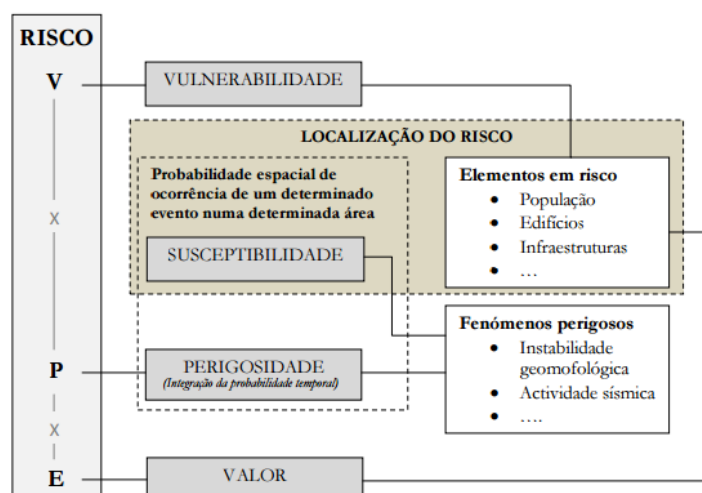 RISCO
V
VULNERABILIDADE
LOCALIZAÇÃO DO RISCO
Probabilidade espacial de
ocorrência de um determinado
evento numa determinada área
Elementos em risco
• População
• Edifícios
• Infraestruturas
• …
X
SUSCEPTIBILIDADE
Fenómenos perigosos
• Instabilidade
geomofológica
• Actividade sísmica
• ….
P
PERIGOSIDADE
(Integração da probabilidade temporal)
X
E
VALOR